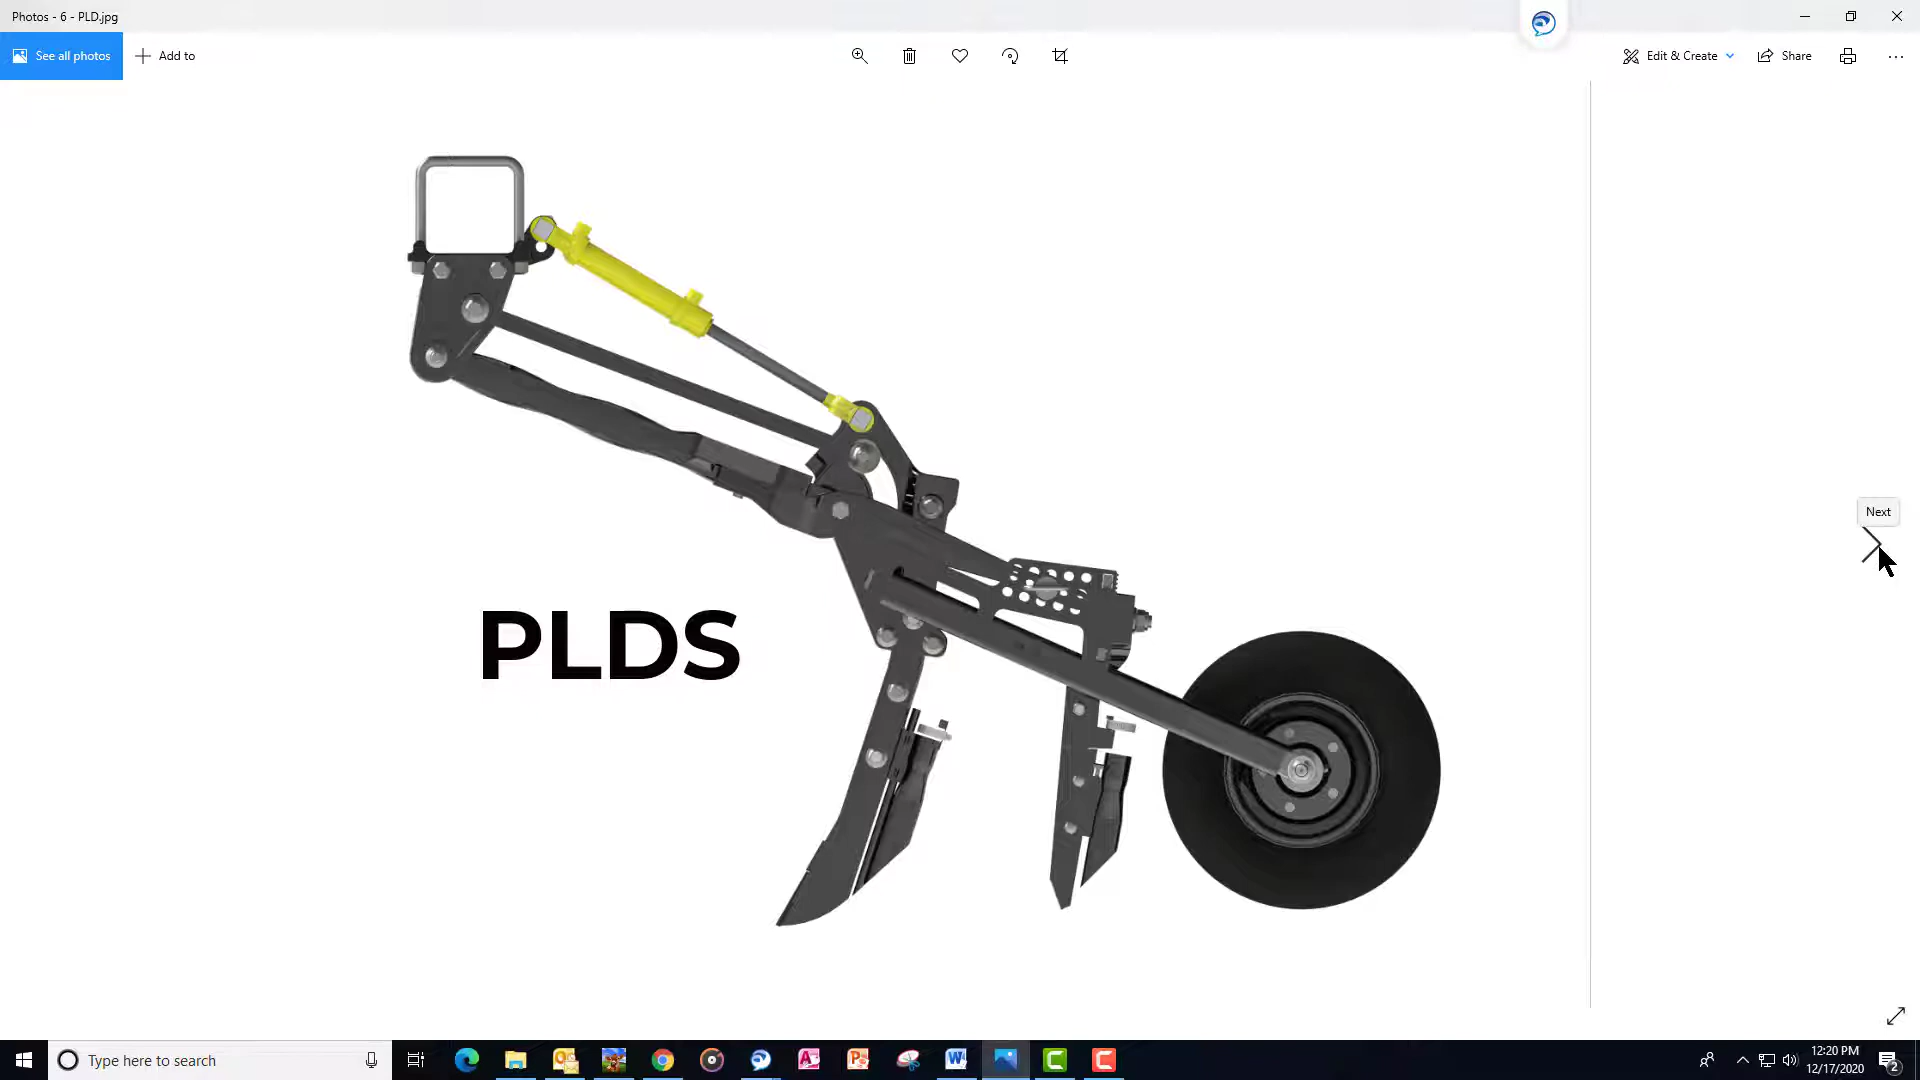 Photos - 6 - PLD.jpg
See all photos
Add to
Edit & Create
Share
Next
PLDS
Type here to search
12:20 PM
12/17/2020
2